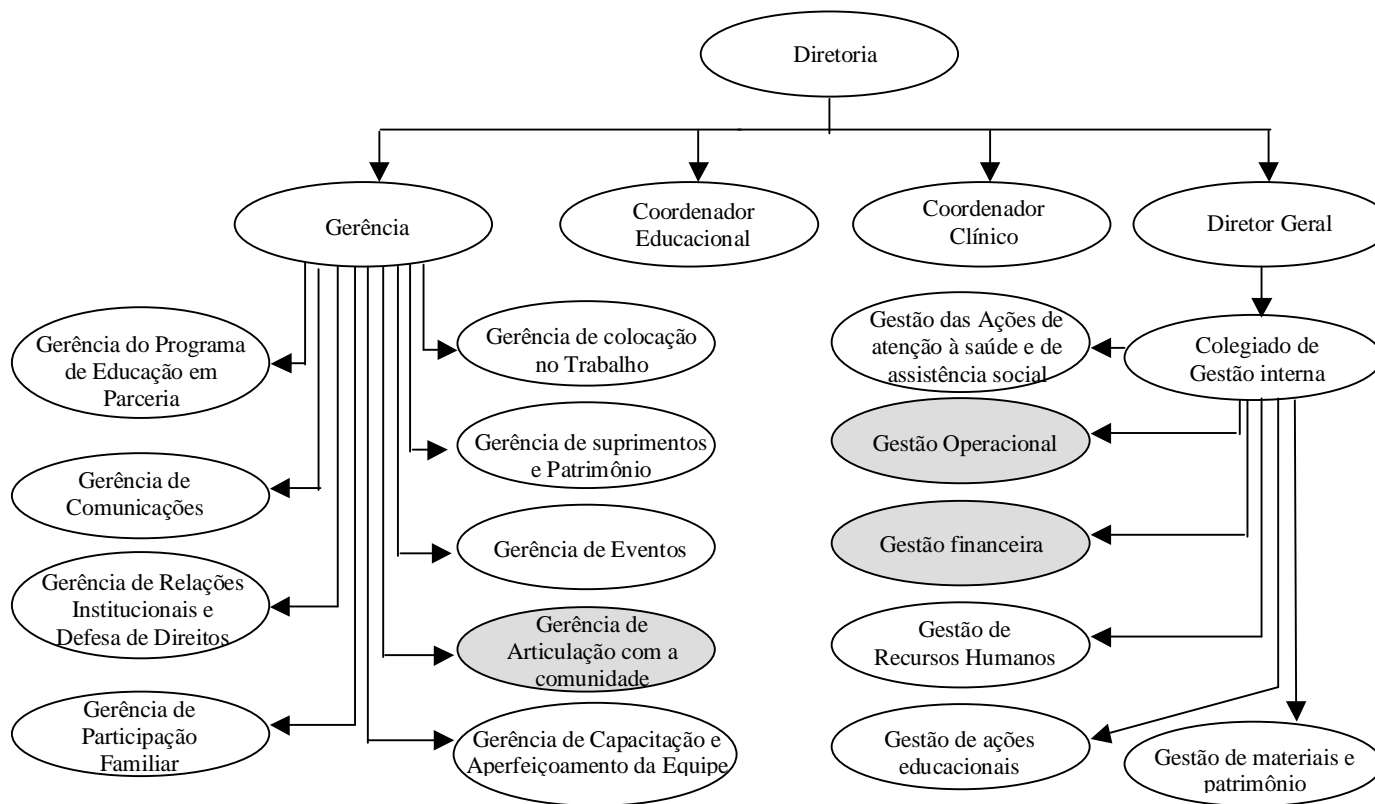 Diretoria
Gerência
Coordenador
Educacional
Coordenador
Clínico
Diretor Geral
Gerência do Programa
de Educação em
Parceria
Gerência de colocação
no Trabalho
Gestão das Ações de
atenção à saúde e de
assistência social
Colegiado de
Gestão interna
Gerência de suprimentos
e Patrimônio
Gestão Operacional
Gerência de
Comunicações
Gerência de Eventos
Gestão financeira
Gerência de Relações
Institucionais e
Defesa de Direitos
Gerência de
Articulação com a
comunidade
Gestão de
Recursos Humanos
Gerência de
Participação
Familiar
Gerência de Capacitação e
Aperfeiçoamento da Equipe
Gestão de ações
educacionais
Gestão de materiais e
patrimônio